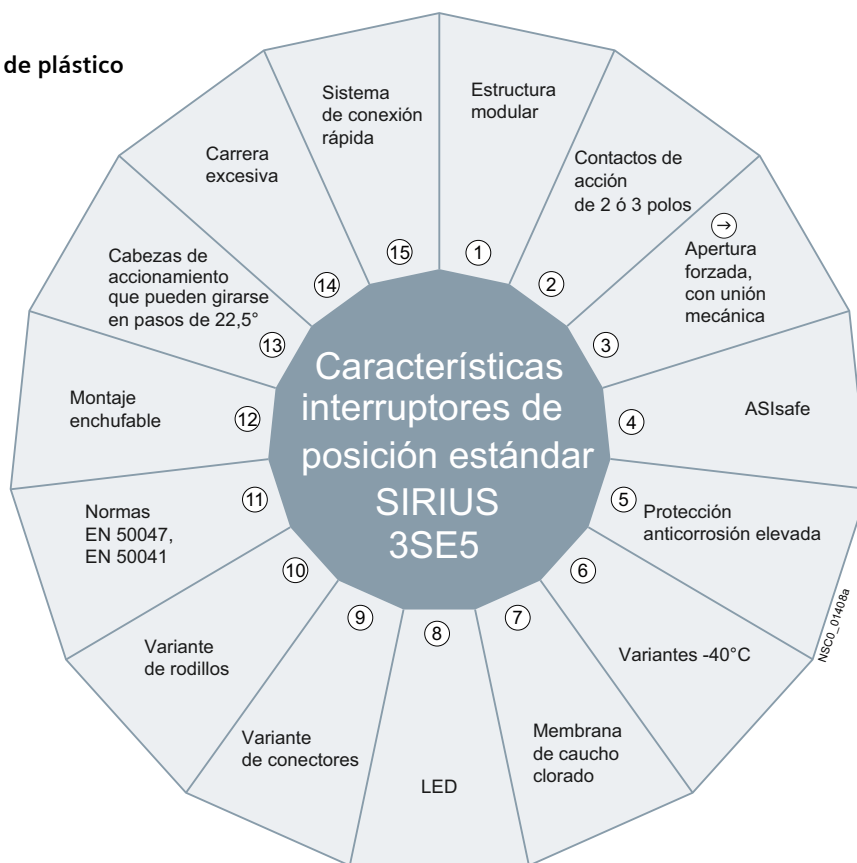 de plástico
Características
interruptores de
posición estándar
SIRIUS
3SE5
1
Estructura
modular
2
Contactos de
acción
de 2 ó 3 polos
3
→
Apertura
forzada,
con unión
mecánica
4
ASIsafe
5
Protección
anticorrosión elevada
6
Variantes -40°C
7
Membrana
de caucho
clorado
8
LED
9
Variante
de conectores
10
Variante
de rodillos
11
Normas
EN 50047,
EN 50041
12
Montaje
enchufable
13
Cabezas de
accionamiento
que pueden girarse
en pasos de 22,5°
14
Carrera
excesiva
15
Sistema
de conexión
rápida
NSC0_01408a